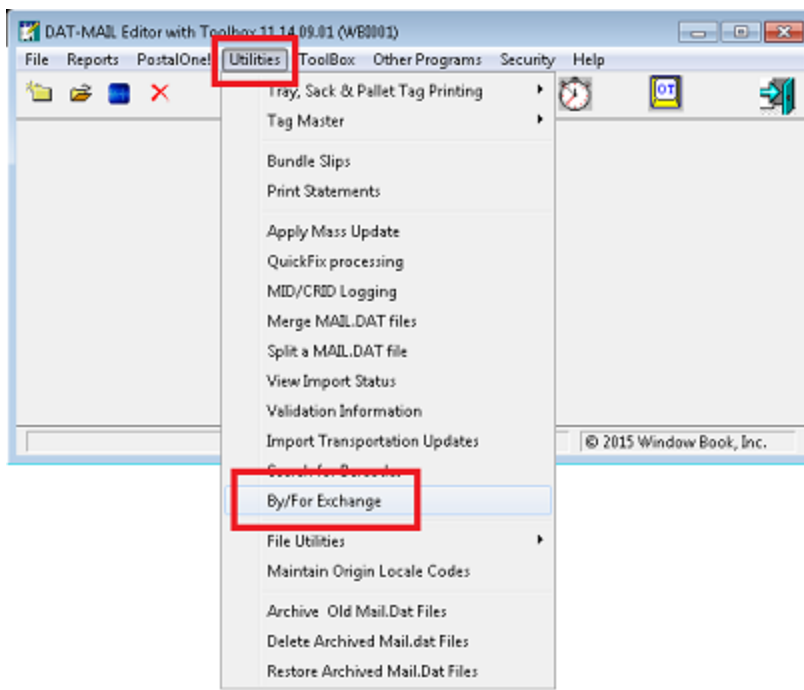 DAT-MAIL Editor with Toolbox 11.14.09.01 (WBI001)
File Reports PostalOne! Utilities ToolBox Other Programs Security Help
OT
Tray, Sack & Pallet Tag Printing
Tag Master
Bundle Slips
Print Statements
Apply Mass Update
QuickFix processing
MID/CRID Logging
Merge MAIL.DAT files
Split a MAIL.DAT file
View Import Status
Validation Information
Import Transportation Updates
© 2015 Window Book, Inc.
Search for
By/For Exchange
File Utilities
Maintain Origin Locale Codes
Archive Old Mail.Dat Files
Delete Archived Mail.dat Files
Restore Archived Mail.Dat Files